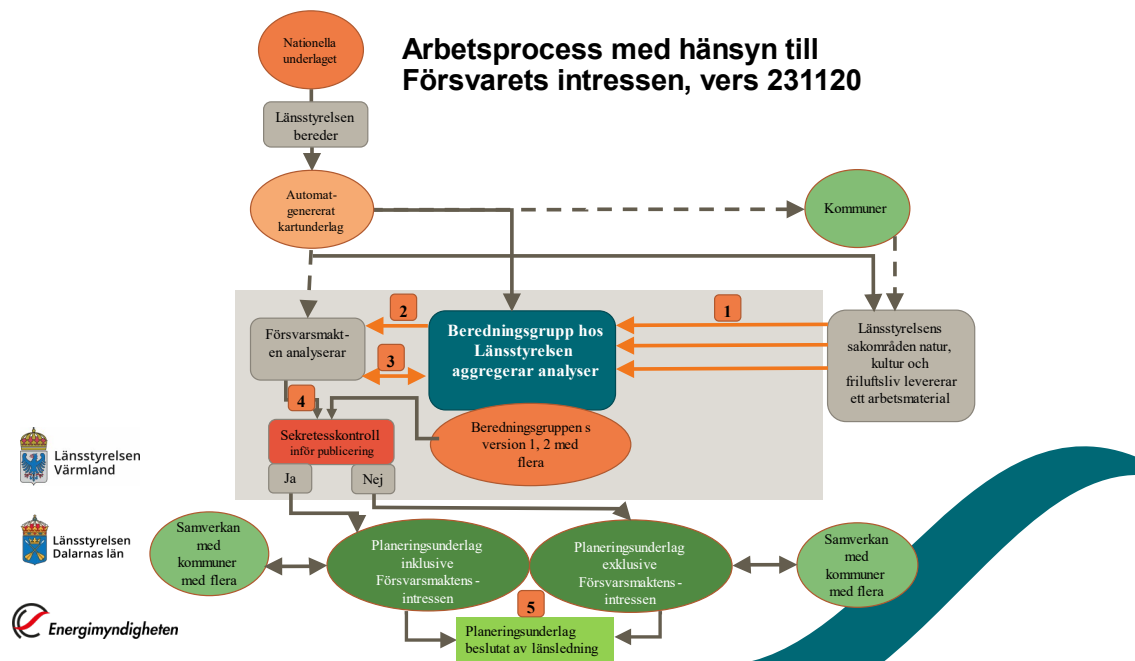 Nationella
underlaget
Arbetsprocess med hänsyn till
Försvarets intressen, vers 231120
Länsstyrelsen
bereder
Automat-
genererat
kartunderlag
Kommuner
2
1
Försvarsmakt-
en analyserar
3
Beredningsgrupp hos
Länsstyrelsen
aggregerar analyser
Länsstyrelsens
sakområden natur,
kultur och
friluftsliv levererar
ett arbetsmaterial
4
Sekretesskontroll
inför publicering
Beredningsgruppen s
version 1, 2 med
flera
Ja
Nej
Länsstyrelsen
Värmland
Länsstyrelsen
Dalarnas län
Energimyndigheten
Samverkan
med
kommuner
med flera
Planeringsunderlag
inklusive
Försvarsmaktens-
intressen
Planeringsunderlag
exklusive
Försvarsmaktens-
intressen
Samverkan
med
kommuner
med flera
5
Planeringsunderlag
beslutat av länsledning